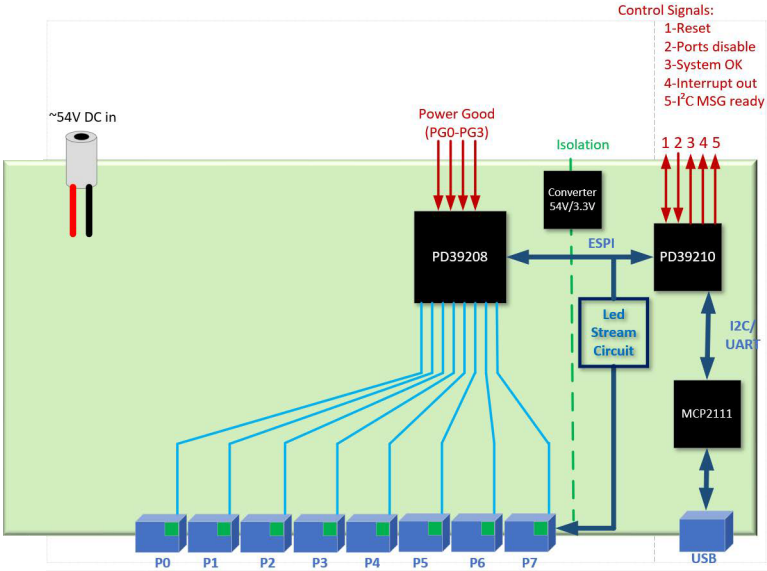 Control Signals:
1-Reset
2-Ports disable
3-System OK
4-Interrupt out
5-I²C MSG ready
~54V DC in
Power Good
(PG0-PG3)
Isolation
1 2 3 4 5
Converter
54V/3.3V
PD39208
ESPI
PD39210
Led
Stream
Circuit
I2C/
UART
MCP2111
P0 P1 P2 P3 P4 P5 P6 P7
USB